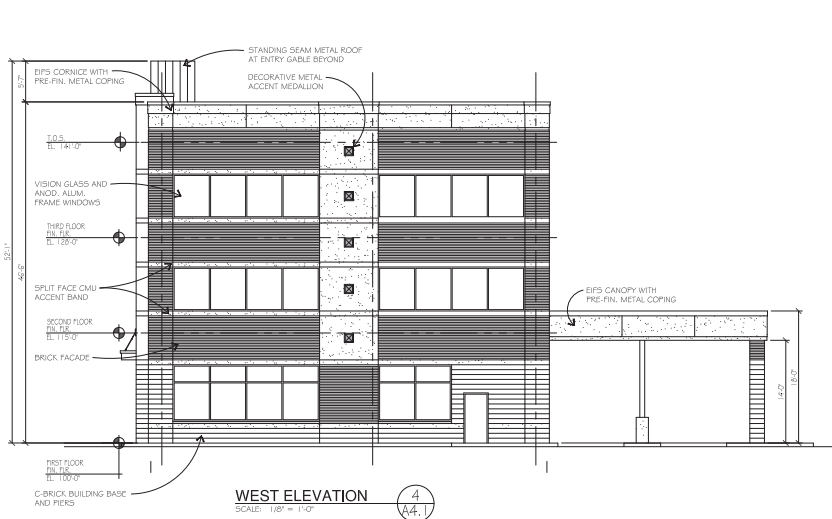 STANDING SEAM METAL ROOF
AT ENTRY GABLE BEYOND
EIFS CORNICE WITH
PRE-FIN. METAL COPING
DECORATIVE METAL
ACCENT MEDALLION
5'-7"
T.O.S.
EL. 141'-0"
VISION GLASS AND
ANOD. ALUM.
FRAME WINDOWS
THIRD FLOOR
FIN. FLR.
EL. 128'-0"
52'-1"
46'-6"
SPLIT FACE CMU
ACCENT BAND
EIFS CANOPY WITH
PRE-FIN. METAL COPING
SECOND FLOOR
FIN. FLR.
EL. 115'-0"
BRICK FACADE
14'-0"
18'-0"
FIRST FLOOR
FIN. FLR.
EL. 100'-0"
C-BRICK BUILDING BASE
AND PIERS
WEST ELEVATION
SCALE: 1/8" = 1'-0"
4
A4.1